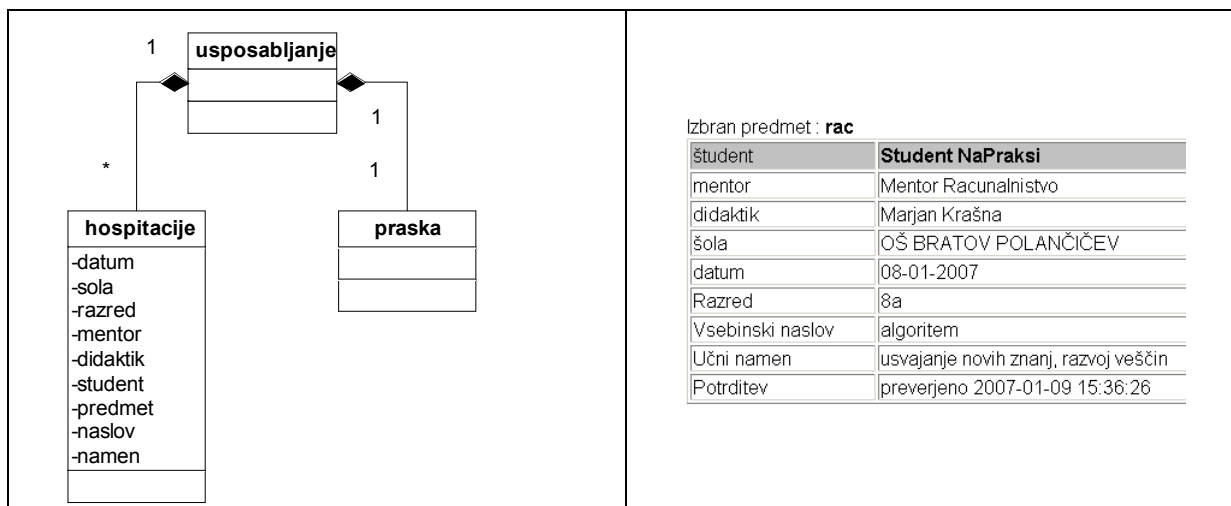 1
usposabljanje
1
*
1
hospitacije
-datum
-sola
-razred
-mentor
-didaktik
-student
-predmet
-naslov
-namen
praska
Izbran predmet : rac
študent Student NaPraksi
mentor Mentor Racunalnistvo
didaktik Marjan Krašna
šola OŠ BRATOV POLANČIČEV
datum 08-01-2007
Razred 8a
Vsebinski naslov algoritem
Učni namen usvajanje novih znanj, razvoj veščin
Potrditev preverjeno 2007-01-09 15:36:26